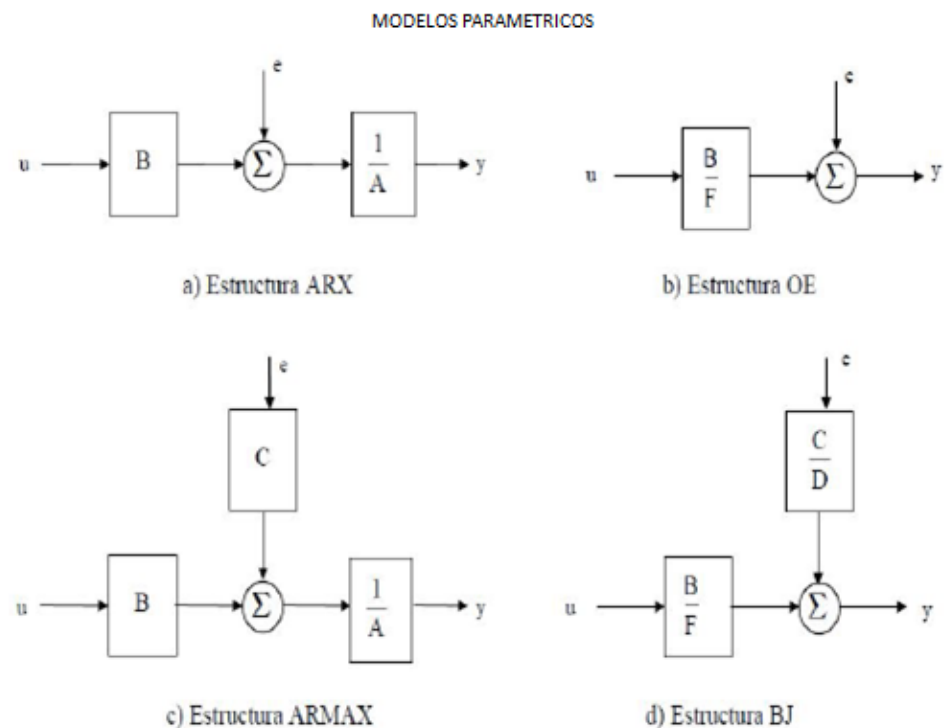 MODELOS PARAMETRICOS
e
u
B
Σ
1
A
y
a) Estructura ARX
e
u
B
F
Σ
y
b) Estructura OE
e
C
u
B
Σ
1
A
y
c) Estructura ARMAX
e
C
D
u
B
F
Σ
y
d) Estructura BJ